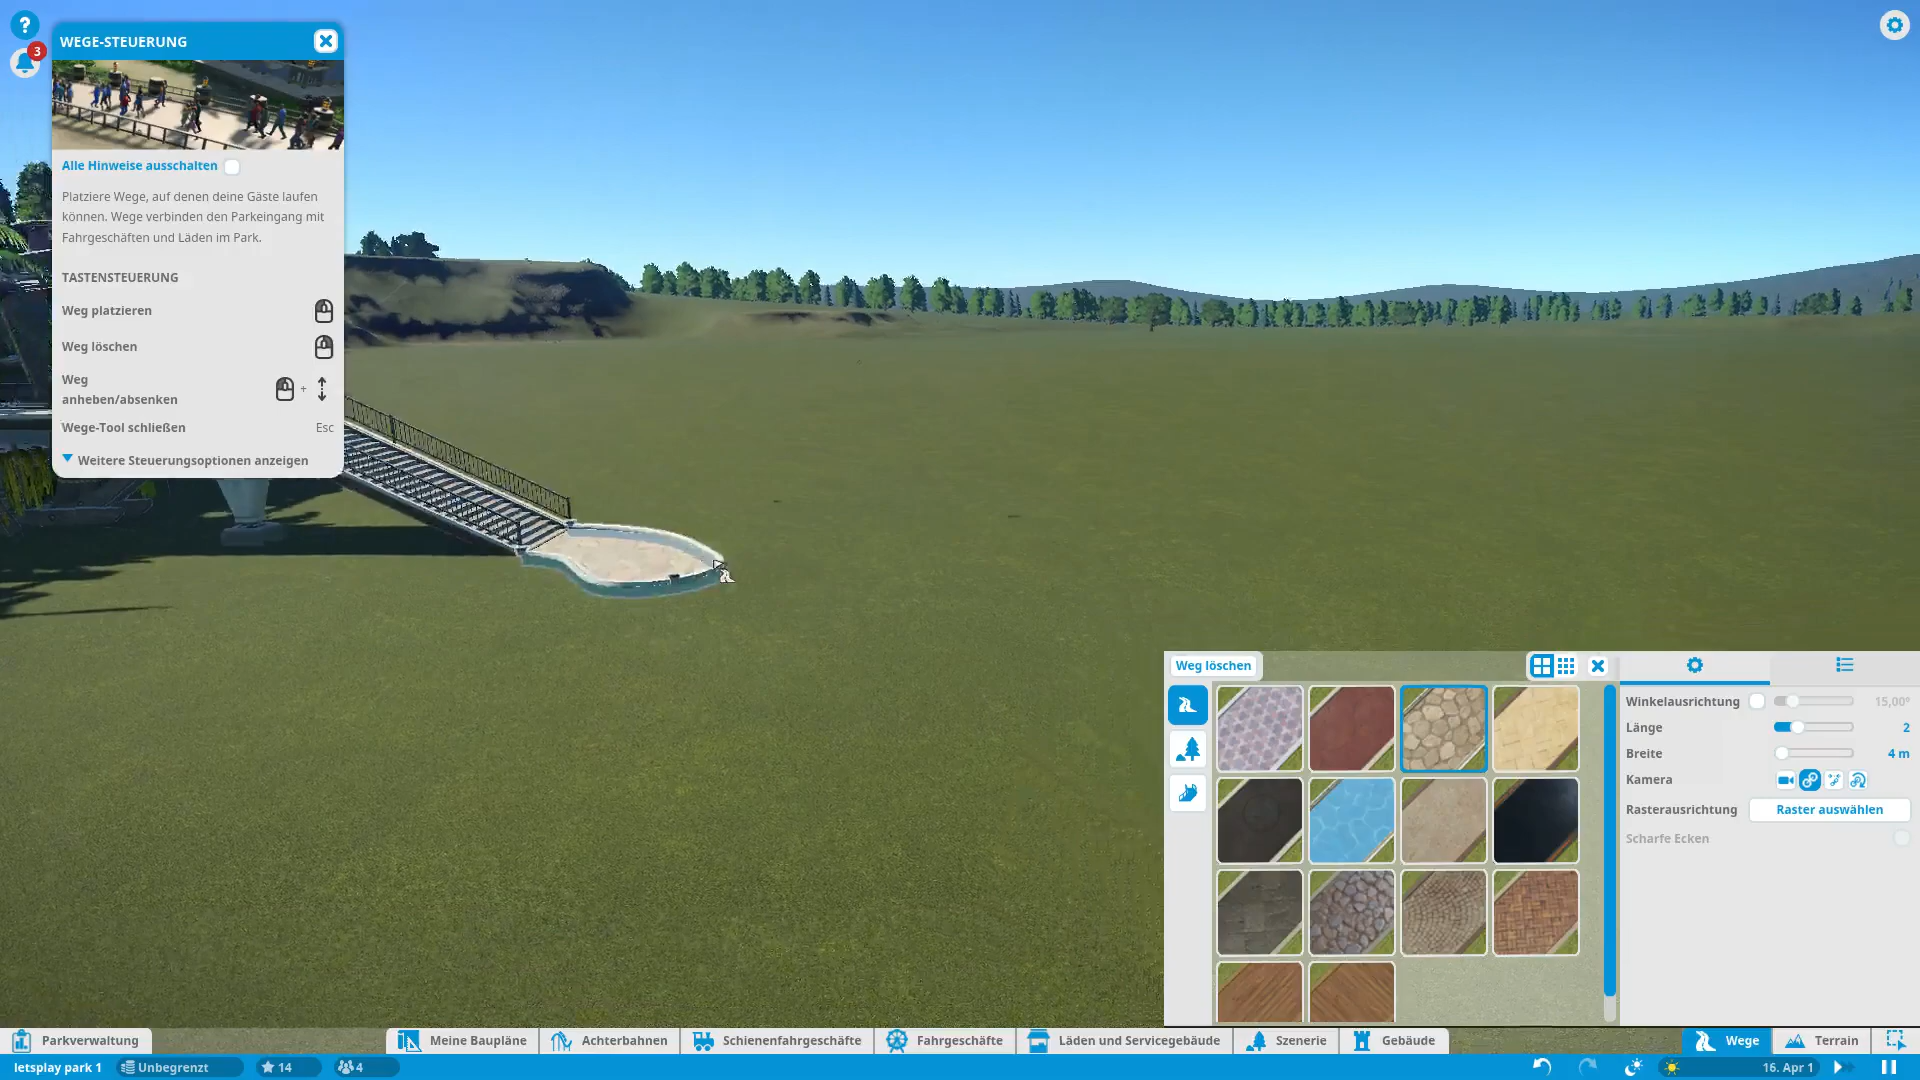 ?
3
WEGE-STEUERUNG
Alle Hinweise ausschalten
Platziere Wege, auf denen deine Gäste laufen
können. Wege verbinden den Parkeingang mit
Fahrgeschäften und Läden im Park.
TASTENSTEUERUNG
Weg platzieren
Weg löschen
Weg
anheben/absenken
+
Wege-Tool schließen Esc
Weitere Steuerungsoptionen anzeigen
Weg löschen
Winkelausrichtung 15,00°
Länge 2
Breite 4 m
Kamera
Rasterausrichtung Raster auswählen
Scharfe Ecken
Parkverwaltung
Meine Baupläne
Achterbahnen
Schienenfahrgeschäfte
Fahrgeschäfte
Läden und Servicegebäude
Szenerie
Gebäude
Wege
Terrain
letsplay park 1
Unbegrenzt
14
4
16. Apr 1